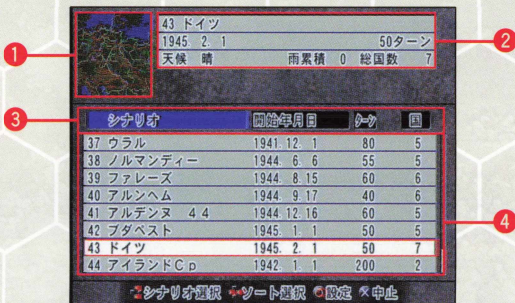 43 ドイツ
1945. 2. 1 50ターン
天候 晴 雨累積 0 総国数 7
1
2
3
シナリオ 開始年月日 ターン 国
37 ウラル 1941. 12. 1 80 5
38 ノルマンディー 1944. 6. 6 55 5
39 ファレーズ 1944. 8.15 60 6
40 アルンヘム 1944. 9.17 40 6
41 アルデンヌ 44 1944.12.16 60 5
42 ブダペスト 1945. 1. 1 50 5
43 ドイツ 1945. 2. 1 50 7
44 アイランドCp 1942. 1. 1 200 2
4
シナリオ選択 ソート選択 設定 中止